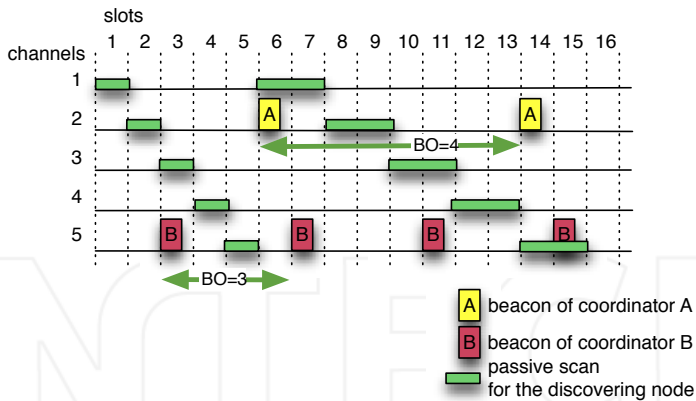 slots
1 2 3 4 5 6 7 8 9 10 11 12 13 14 15 16
channels
1
2
A
A
BO=4
3
4
5
B
B
B
B
BO=3
A beacon of coordinator A
B beacon of coordinator B
passive scan
for the discovering node